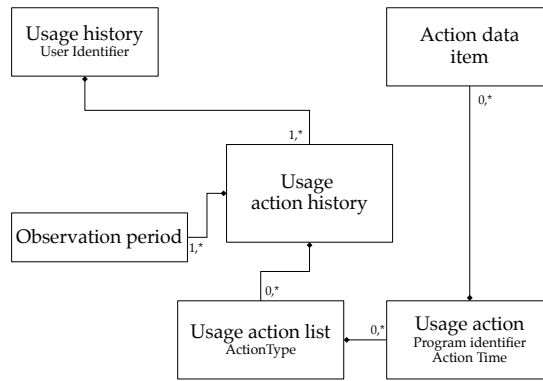 Usage history
User Identifier
Action data
item
0,*
1,*
Usage
action history
Observation period
1,*
0,*
Usage action list
ActionType
0,*
Usage action
Program identifier
Action Time